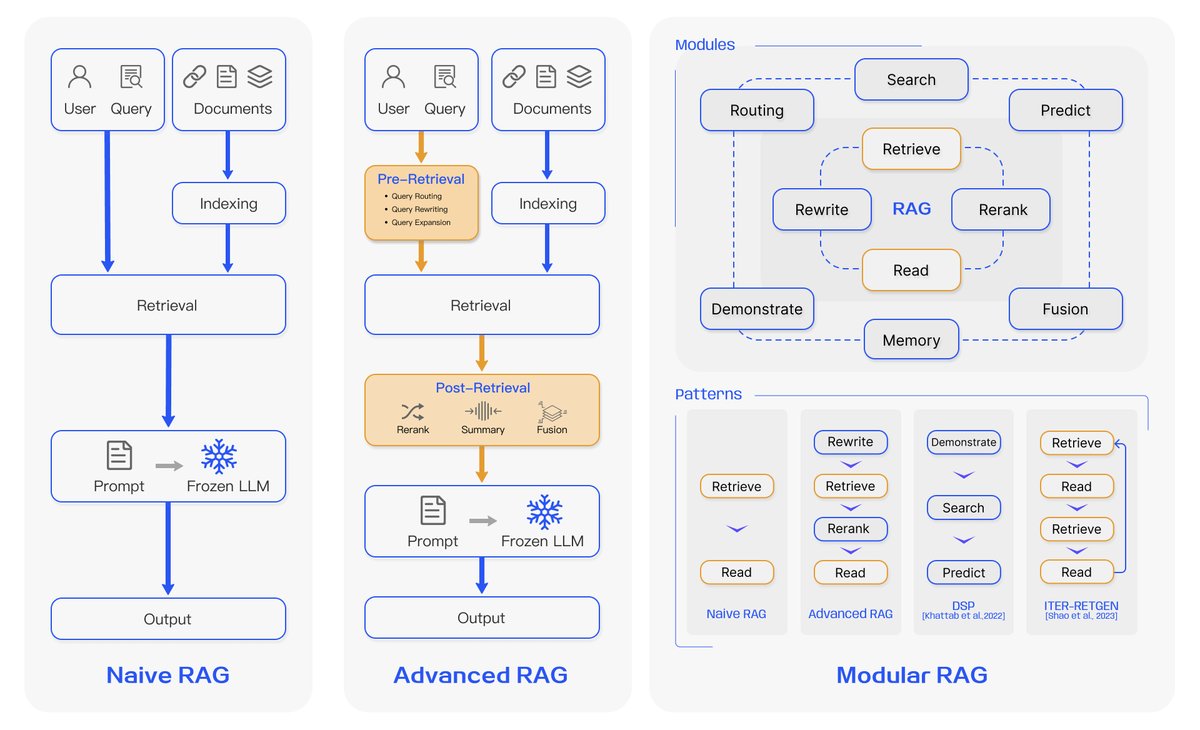 User Query
Documents
Indexing
Retrieval
Prompt
Frozen LLM
Output
Naive RAG
User Query
Documents
Pre-Retrieval
• Query Routing
• Query Rewriting
• Query Expansion
Indexing
Retrieval
Post-Retrieval
Rerank Summary Fusion
Prompt
Frozen LLM
Output
Advanced RAG
Modules
Search
Routing
Predict
Retrieve
Rewrite
RAG
Rerank
Read
Demonstrate
Fusion
Memory
Patterns
Retrieve
Read
Naive RAG
Rewrite
Retrieve
Rerank
Read
Advanced RAG
Demonstrate
Search
Predict
DSP
[Khattab et al.,2022]
Retrieve
Read
Retrieve
Read
ITER-RETGEN
[Shao et al., 2023]
Modular RAG